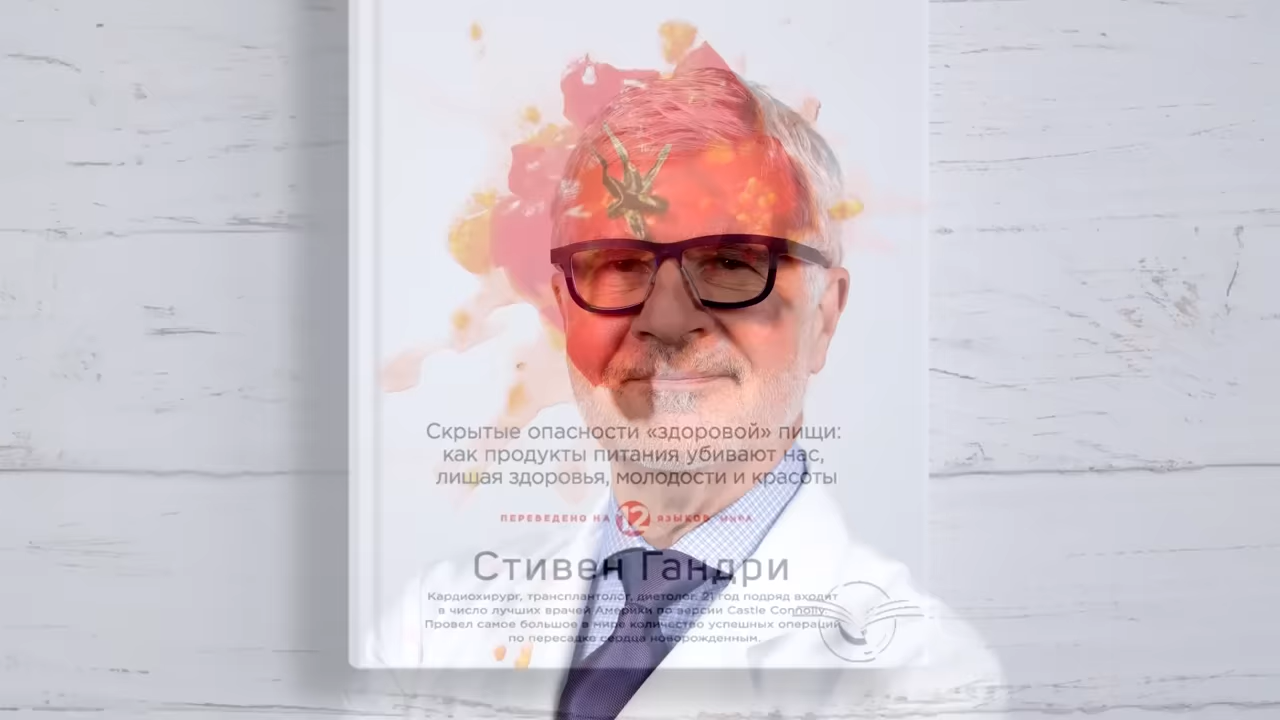 Скрытые опасности «здоровой» пищи:
как продукты питания убивают нас,
лишая здоровья, молодости и красоты
ПЕРЕВЕДЕНО НА 12 ЯЗЫКОВ МИРА
Стивен Гандри
Кардиохирург, трансплантолог, диетолог. 21 год подряд входит
в число лучших врачей Америки по версии Castle Connolly.
Провел самое большое в мире количество успешных операций
по пересадке сердца новорожденным.